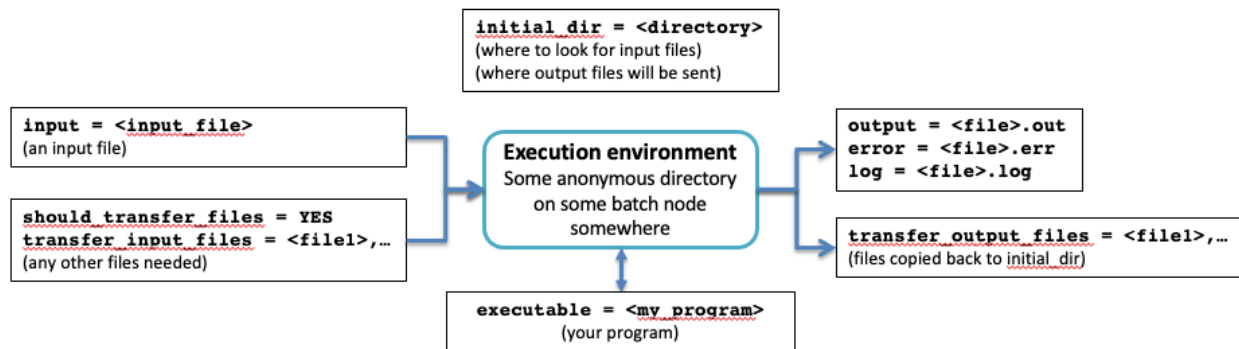 initial_dir = <directory>
(where to look for input files)
(where output files will be sent)
input = <input_file>
(an input file)
should_transfer_files = YES
transfer_input_files = <file1>,…
(any other files needed)
Execution environment
Some anonymous directory
on some batch node
somewhere
output = <file>.out
error = <file>.err
log = <file>.log
transfer_output_files = <file1>,…
(files copied back to initial_dir)
executable = <my_program>
(your program)